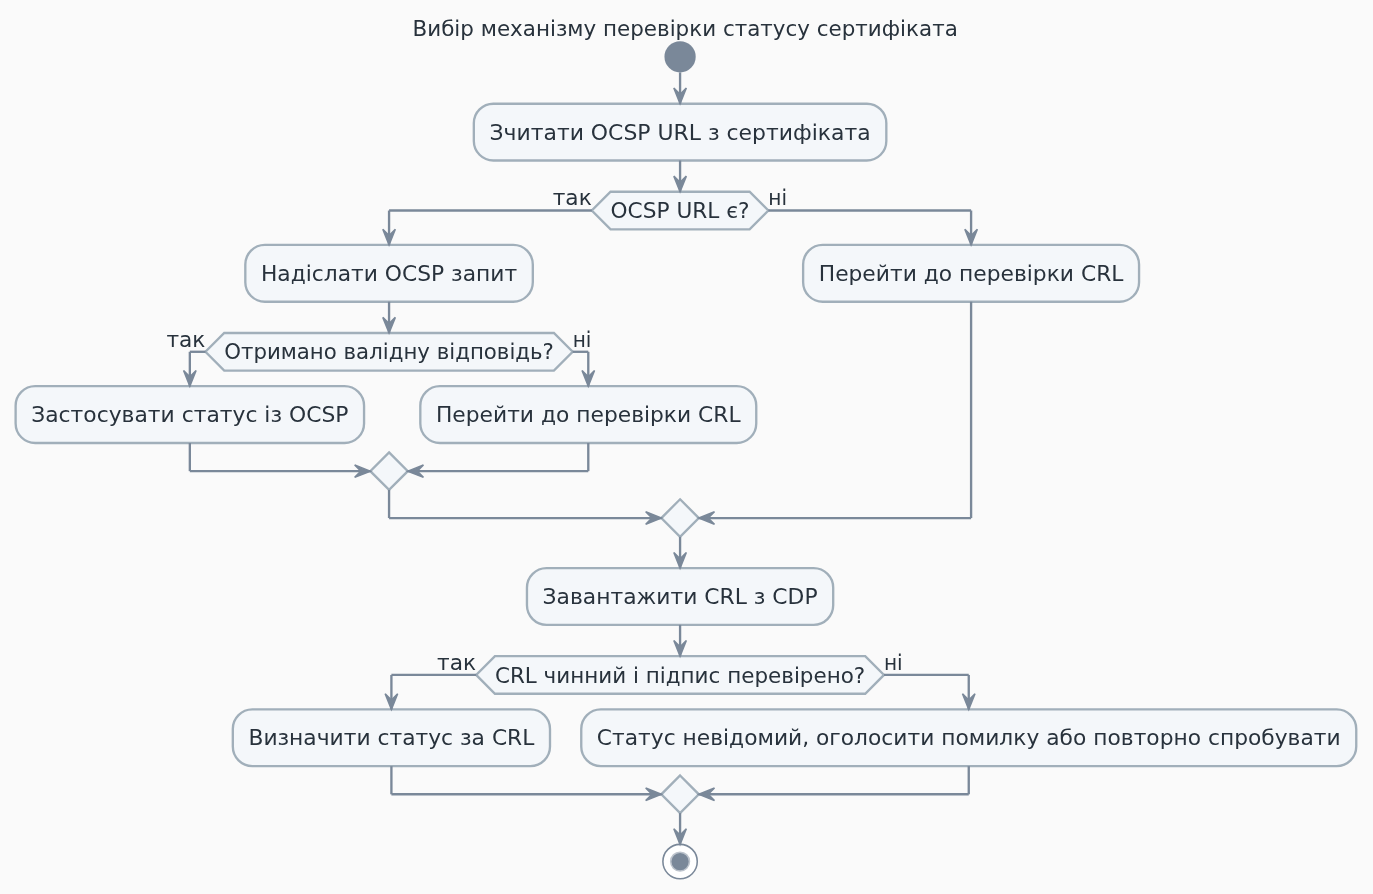 Вибір механізму перевірки статусу сертифіката
Зчитати OCSP URL з сертифіката
так
OCSP URL є?
ні
Надіслати OCSP запит
Перейти до перевірки CRL
так
Отримано валідну відповідь?
ні
Застосувати статус із OCSP
Перейти до перевірки CRL
Завантажити CRL з CDP
так
CRL чинний і підпис перевірено?
ні
Визначити статус за CRL
Статус невідомий, оголосити помилку або повторно спробувати